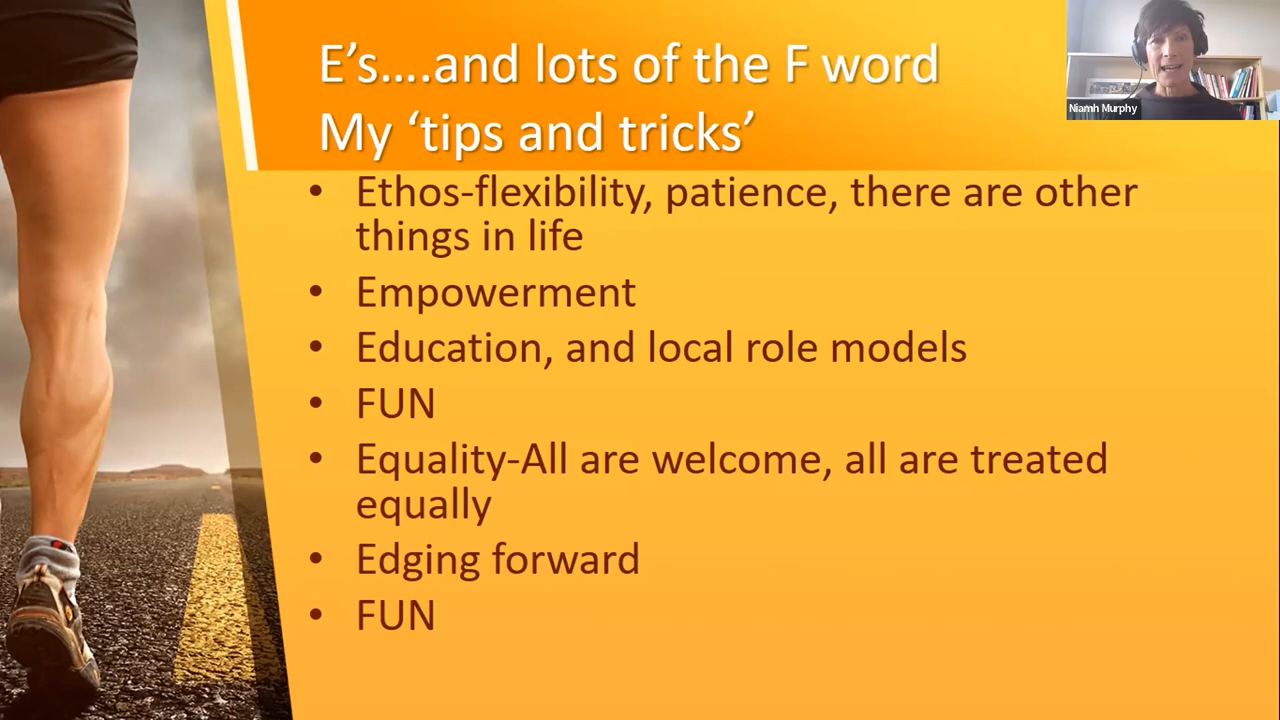 E’s….and lots of the F word
My ‘tips and tricks’
Niamh Murphy
• Ethos-flexibility, patience, there are other
things in life
• Empowerment
• Education, and local role models
• FUN
• Equality-All are welcome, all are treated
equally
• Edging forward
• FUN